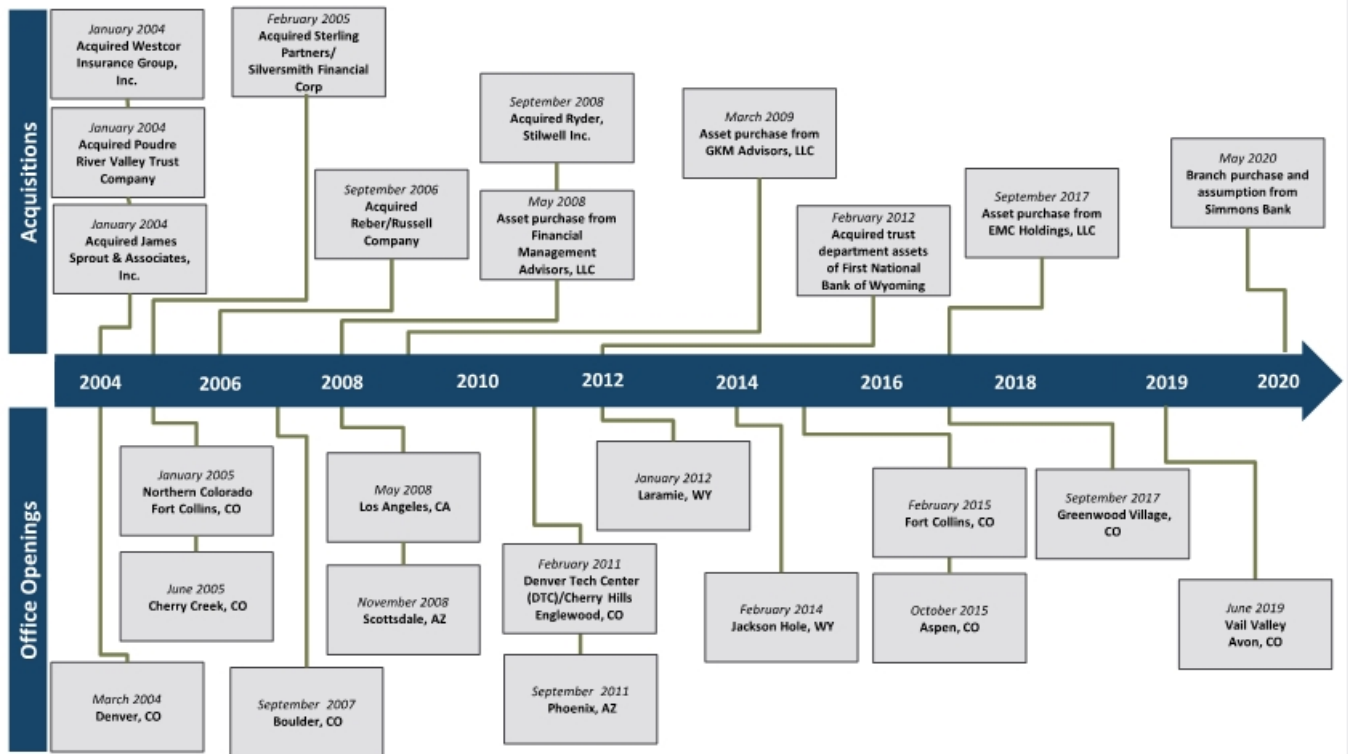 Acquisitions
January 2004
Acquired Westcor
Insurance Group,
Inc.
January 2004
Acquired Poudre
River Valley Trust
Company
January 2004
Acquired James
Sprout & Associates,
Inc.
February 2005
Acquired Sterling
Partners/
Silversmith Financial
Corp
September 2006
Acquired
Reber/Russell
Company
September 2008
Acquired Ryder,
Stilwell Inc.
May 2008
Asset purchase from
Financial
Management
Advisors, LLC
March 2009
Asset purchase from
GKM Advisors, LLC
February 2012
Acquired trust
department assets
of First National
Bank of Wyoming
September 2017
Asset purchase from
EMC Holdings, LLC
May 2020
Branch purchase and
assumption from
Simmons Bank
2004 2006 2008 2010 2012 2014 2016 2018 2019 2020
Office Openings
March 2004
Denver, CO
January 2005
Northern Colorado
Fort Collins, CO
June 2005
Cherry Creek, CO
September 2007
Boulder, CO
May 2008
Los Angeles, CA
November 2008
Scottsdale, AZ
February 2011
Denver Tech Center
(DTC)/Cherry Hills
Englewood, CO
September 2011
Phoenix, AZ
January 2012
Laramie, WY
February 2014
Jackson Hole, WY
February 2015
Fort Collins, CO
October 2015
Aspen, CO
September 2017
Greenwood Village,
CO
June 2019
Vail Valley
Avon, CO